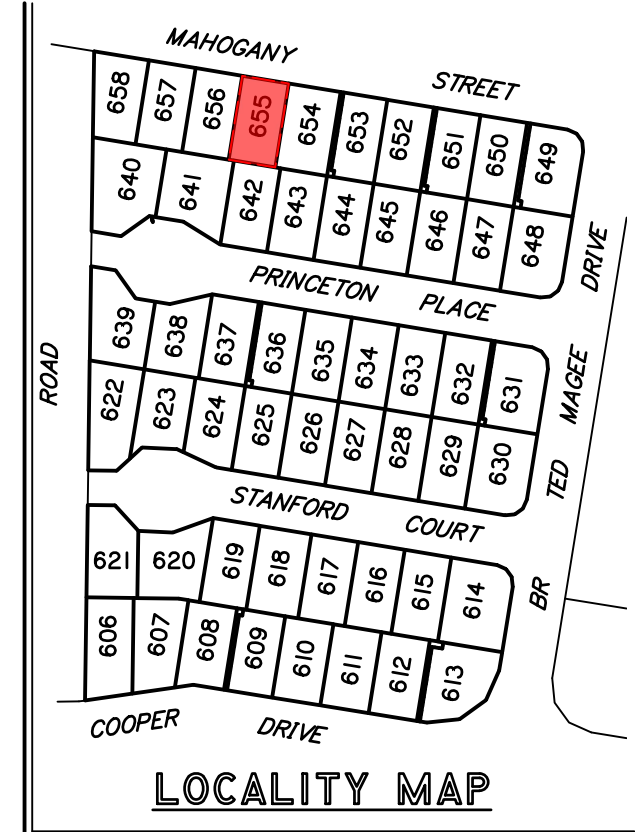 MAHOGANY STREET
658 657 656 655 654 653 652 651 650 649
640 641 642 643 644 645 646 647 648
PRINCETON PLACE
DRIVE
639 638 637 636 635 634 633 632 631
ROAD
MAGEE
622 623 624 625 626 627 628 629 630
TED
STANFORD COURT
BR
621 620 619 618 617 616 615 614
606 607 608 609 610 611 612 613
COOPER DRIVE
LOCALITY MAP